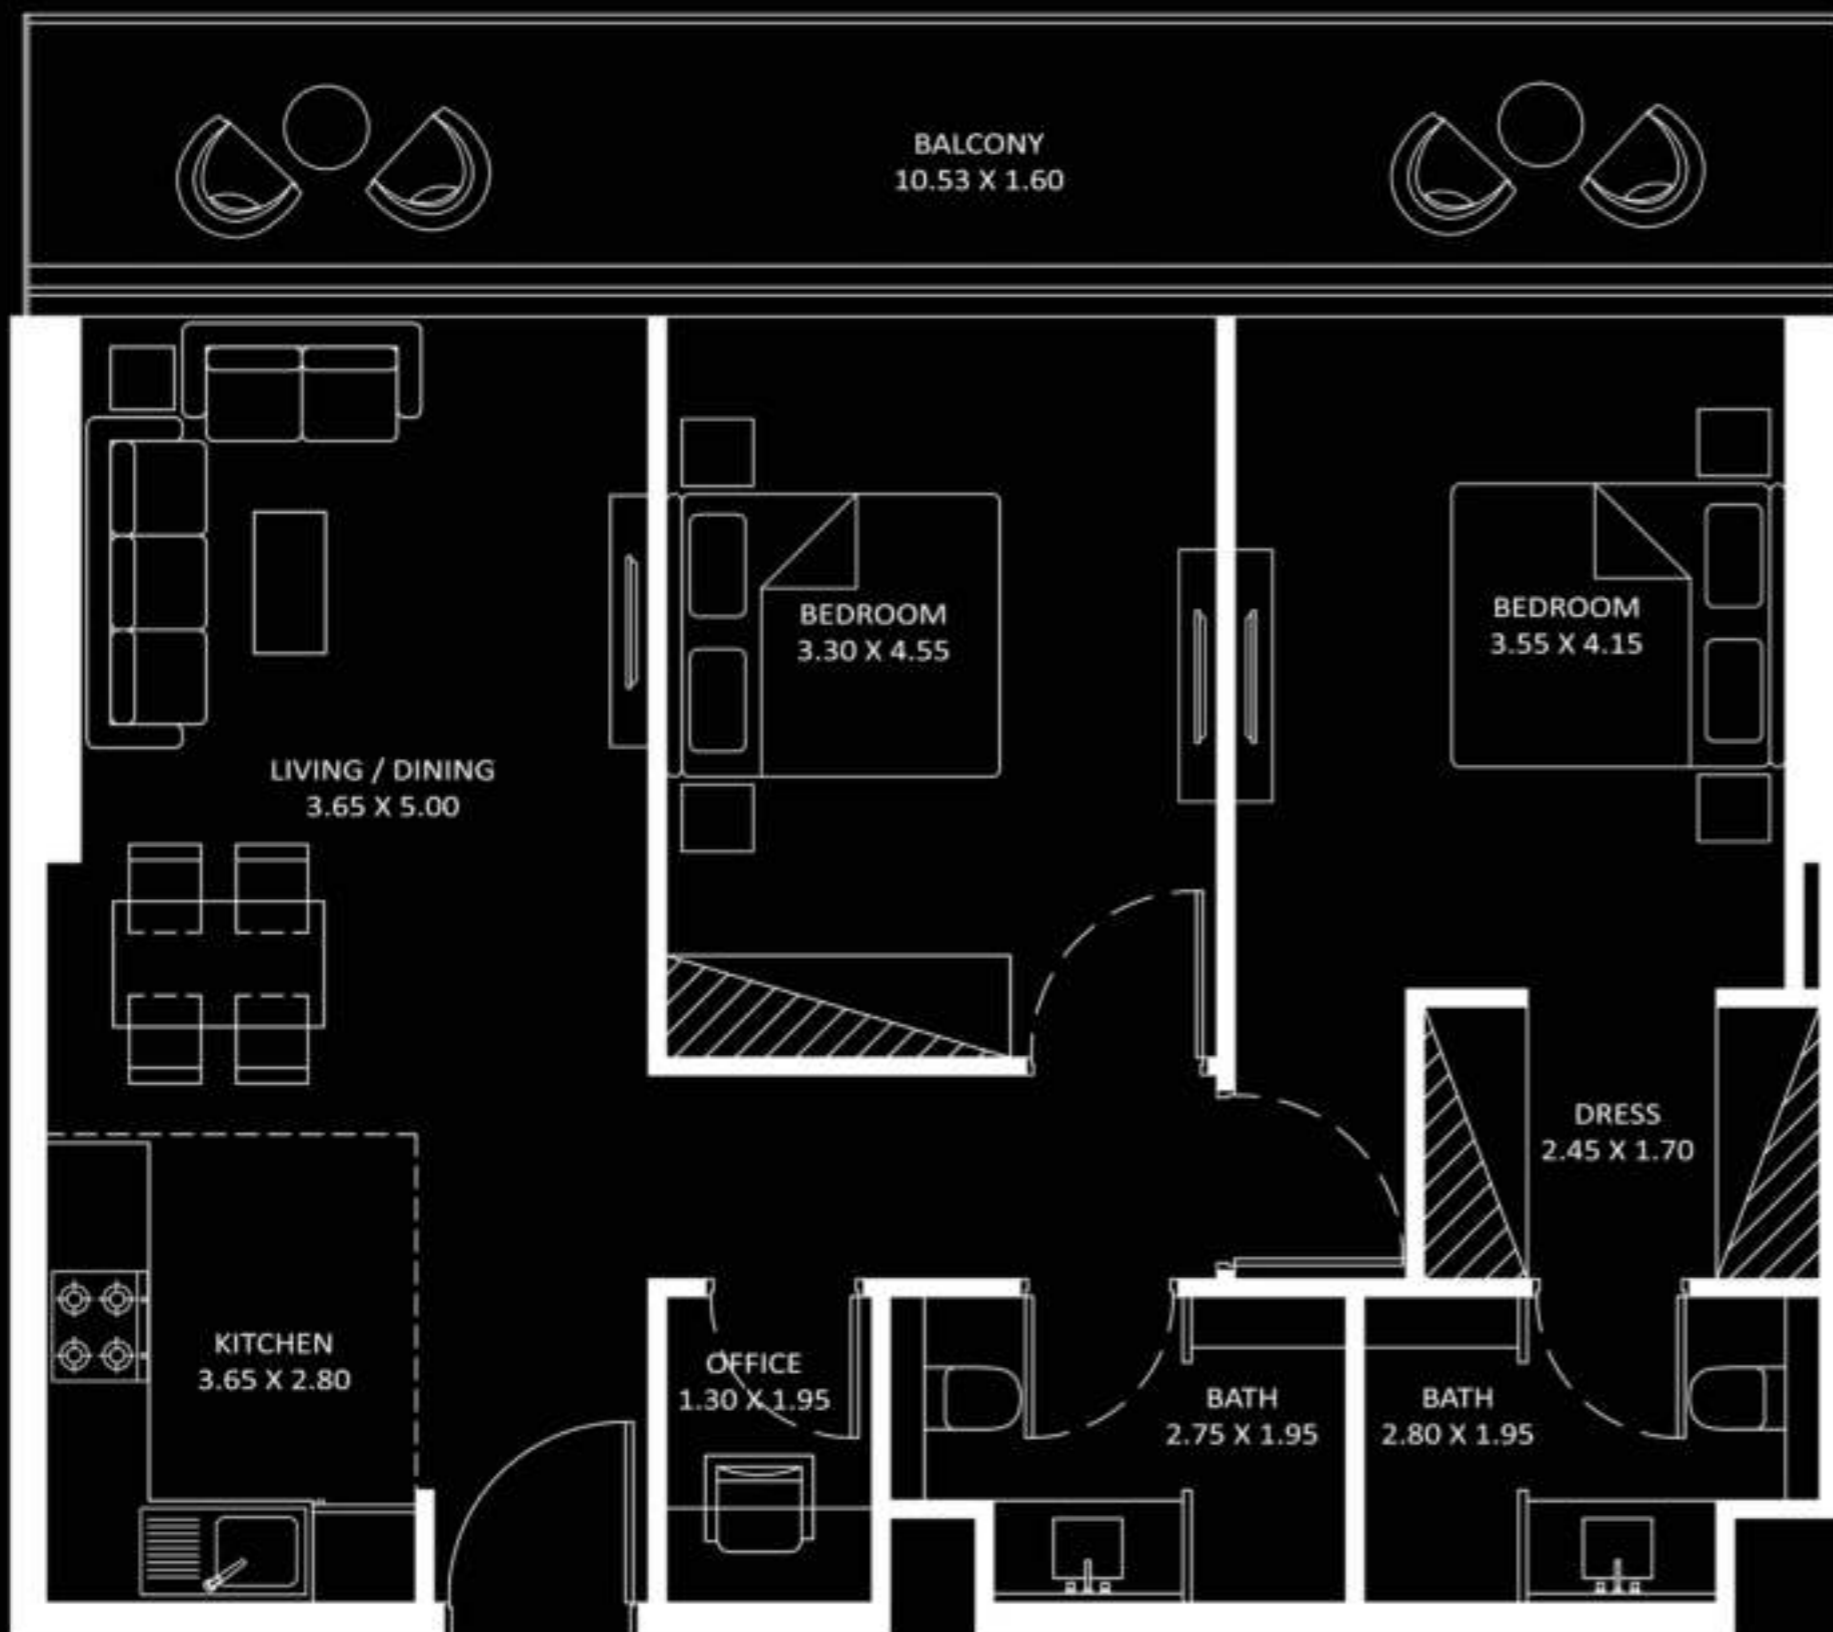 BALCONY
10.53 X 1.60
BEDROOM
3.30 X 4.55
BEDROOM
3.55 X 4.15
LIVING / DINING
3.65 X 5.00
DRESS
2.45 X 1.70
KITCHEN
3.65 X 2.80
OFFICE
1.30 X 1.95
BATH
2.75 X 1.95
BATH
2.80 X 1.95